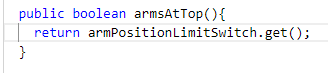 public boolean armsAtTop(){
return armPositionLimitSwitch.get();
}